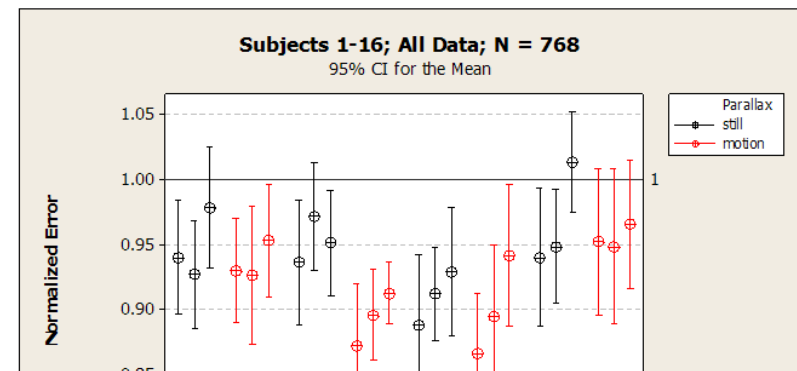 Subjects 1-16; All Data; N = 768
95% CI for the Mean
Parallax
still
motion
Normalized Error
1.05
1.00
0.95
0.90
1